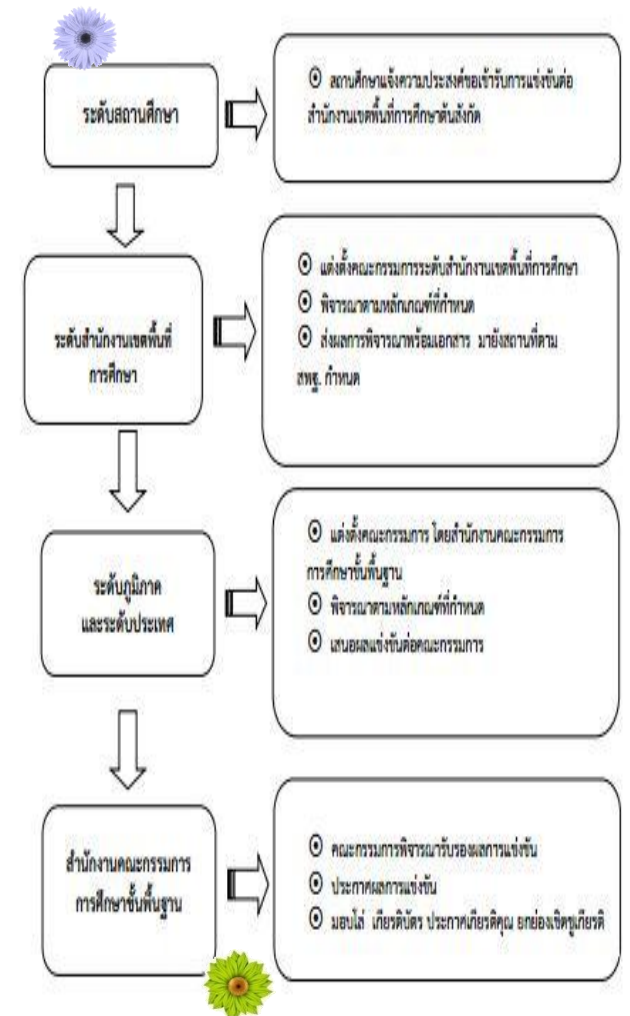 ระดับสถานศึกษา
⊙ สถานศึกษาแจ้งความประสงค์ขอเข้ารับการแข่งขันต่อ
สำนักงานเขตพื้นที่การศึกษาต้นสังกัด
ระดับสำนักงานเขตพื้นที่
การศึกษา
⊙ แต่งตั้งคณะกรรมการระดับสำนักงานเขตพื้นที่การศึกษา
⊙ พิจารณาตามหลักเกณฑ์ที่กำหนด
⊙ ส่งผลการพิจารณาพร้อมเอกสาร มายังสถานที่ตาม
สพฐ. กำหนด
ระดับภูมิภาค
และระดับประเทศ
⊙ แต่งตั้งคณะกรรมการ โดยสำนักงานคณะกรรมการ
การศึกษาขั้นพื้นฐาน
⊙ พิจารณาตามหลักเกณฑ์ที่กำหนด
⊙ เสนอผลแข่งขันต่อคณะกรรมการ
สำนักงานคณะกรรมการ
การศึกษาขั้นพื้นฐาน
⊙ คณะกรรมการพิจารณารับรองผลการแข่งขัน
⊙ ประกาศผลการแข่งขัน
⊙ มอบโล่ เกียรติบัตร ประกาศเกียรติคุณ ยกย่องเชิดชูเกียรติ